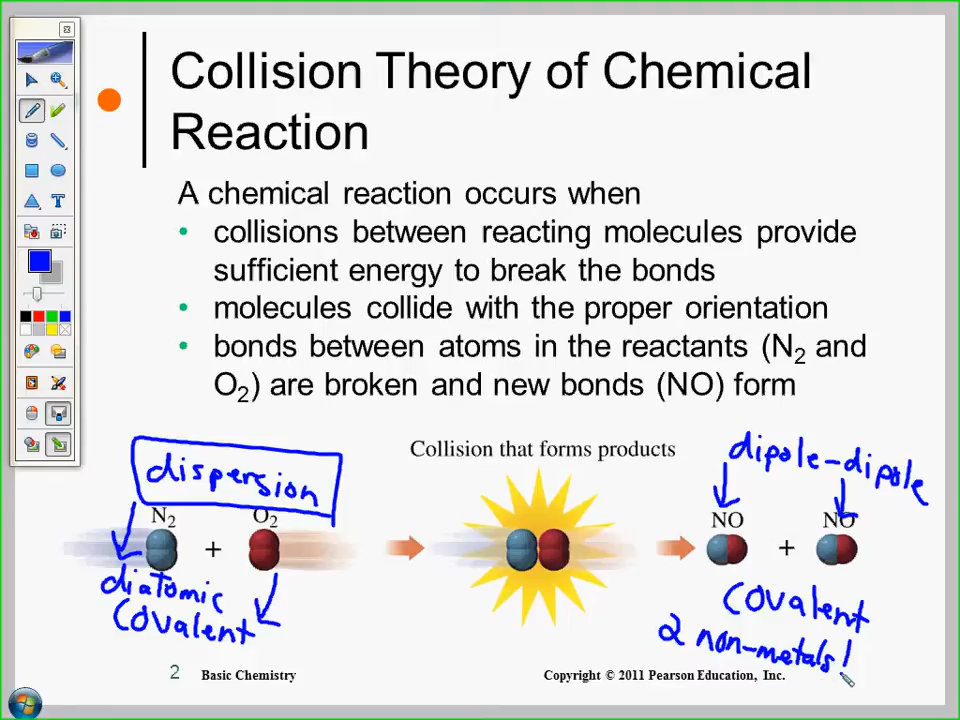 Collision Theory of Chemical
Reaction
A chemical reaction occurs when
• collisions between reacting molecules provide
sufficient energy to break the bonds
• molecules collide with the proper orientation
• bonds between atoms in the reactants (N2 and
O2) are broken and new bonds (NO) form
Collision that forms products
dispersion
dipole-dipole
N2
O2
NO
NO
+
+
diatomic
covalent
covalent
2 non-metals!
2
Basic Chemistry
Copyright © 2011 Pearson Education, Inc.
T